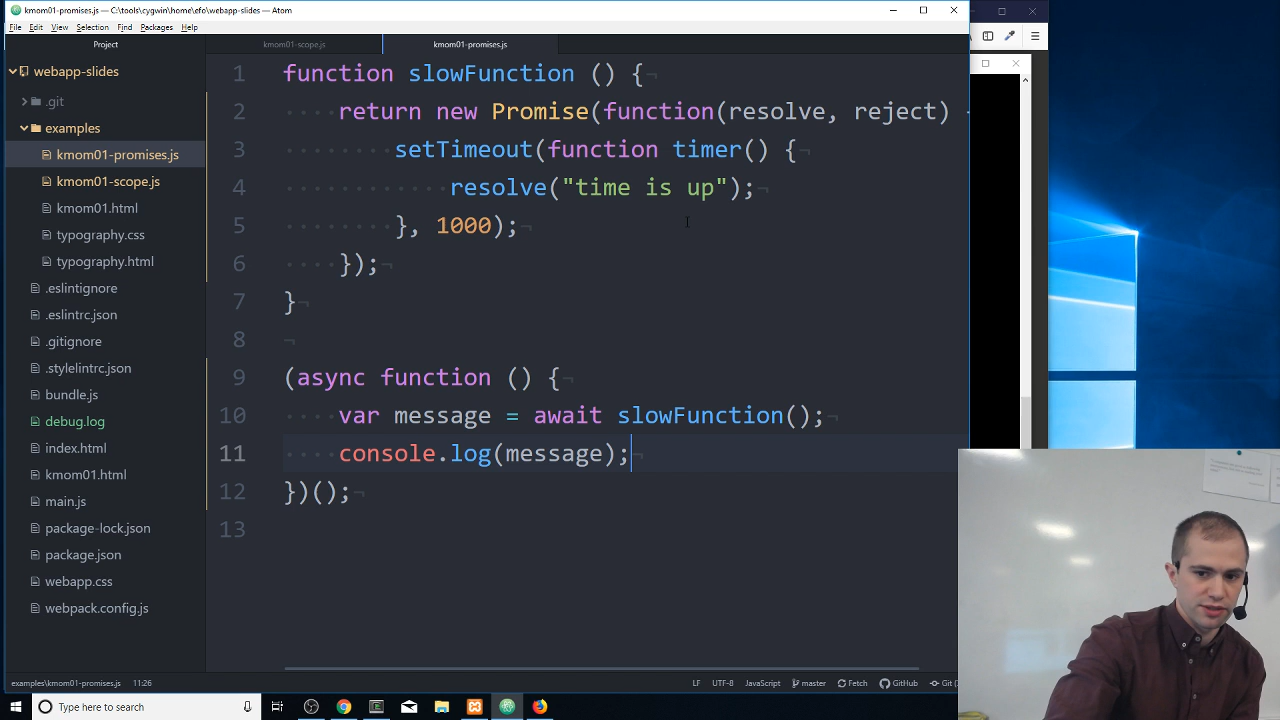 kmom01-promises.js — C:\tools\cygwin\home\efo\webapp-slides — Atom
File Edit View Selection Find Packages Help
Project
kmom01-scope.js
kmom01-promises.js
webapp-slides
.git
examples
kmom01-promises.js
kmom01-scope.js
kmom01.html
typography.css
typography.html
.eslintignore
.eslintrc.json
.gitignore
.stylelintrc.json
bundle.js
debug.log
index.html
kmom01.html
main.js
package-lock.json
package.json
webapp.css
webpack.config.js
1 function slowFunction () {
2 return new Promise(function(resolve, reject)
3 setTimeout(function timer() {
4 resolve("time is up");
5 }, 1000);
6 });
7 }
8
9 (async function () {
10 var message = await slowFunction();
11 console.log(message);
12 })();
13
examples\kmom01-promises.js 11:26
LF UTF-8 JavaScript master Fetch GitHub Git (
Type here to search